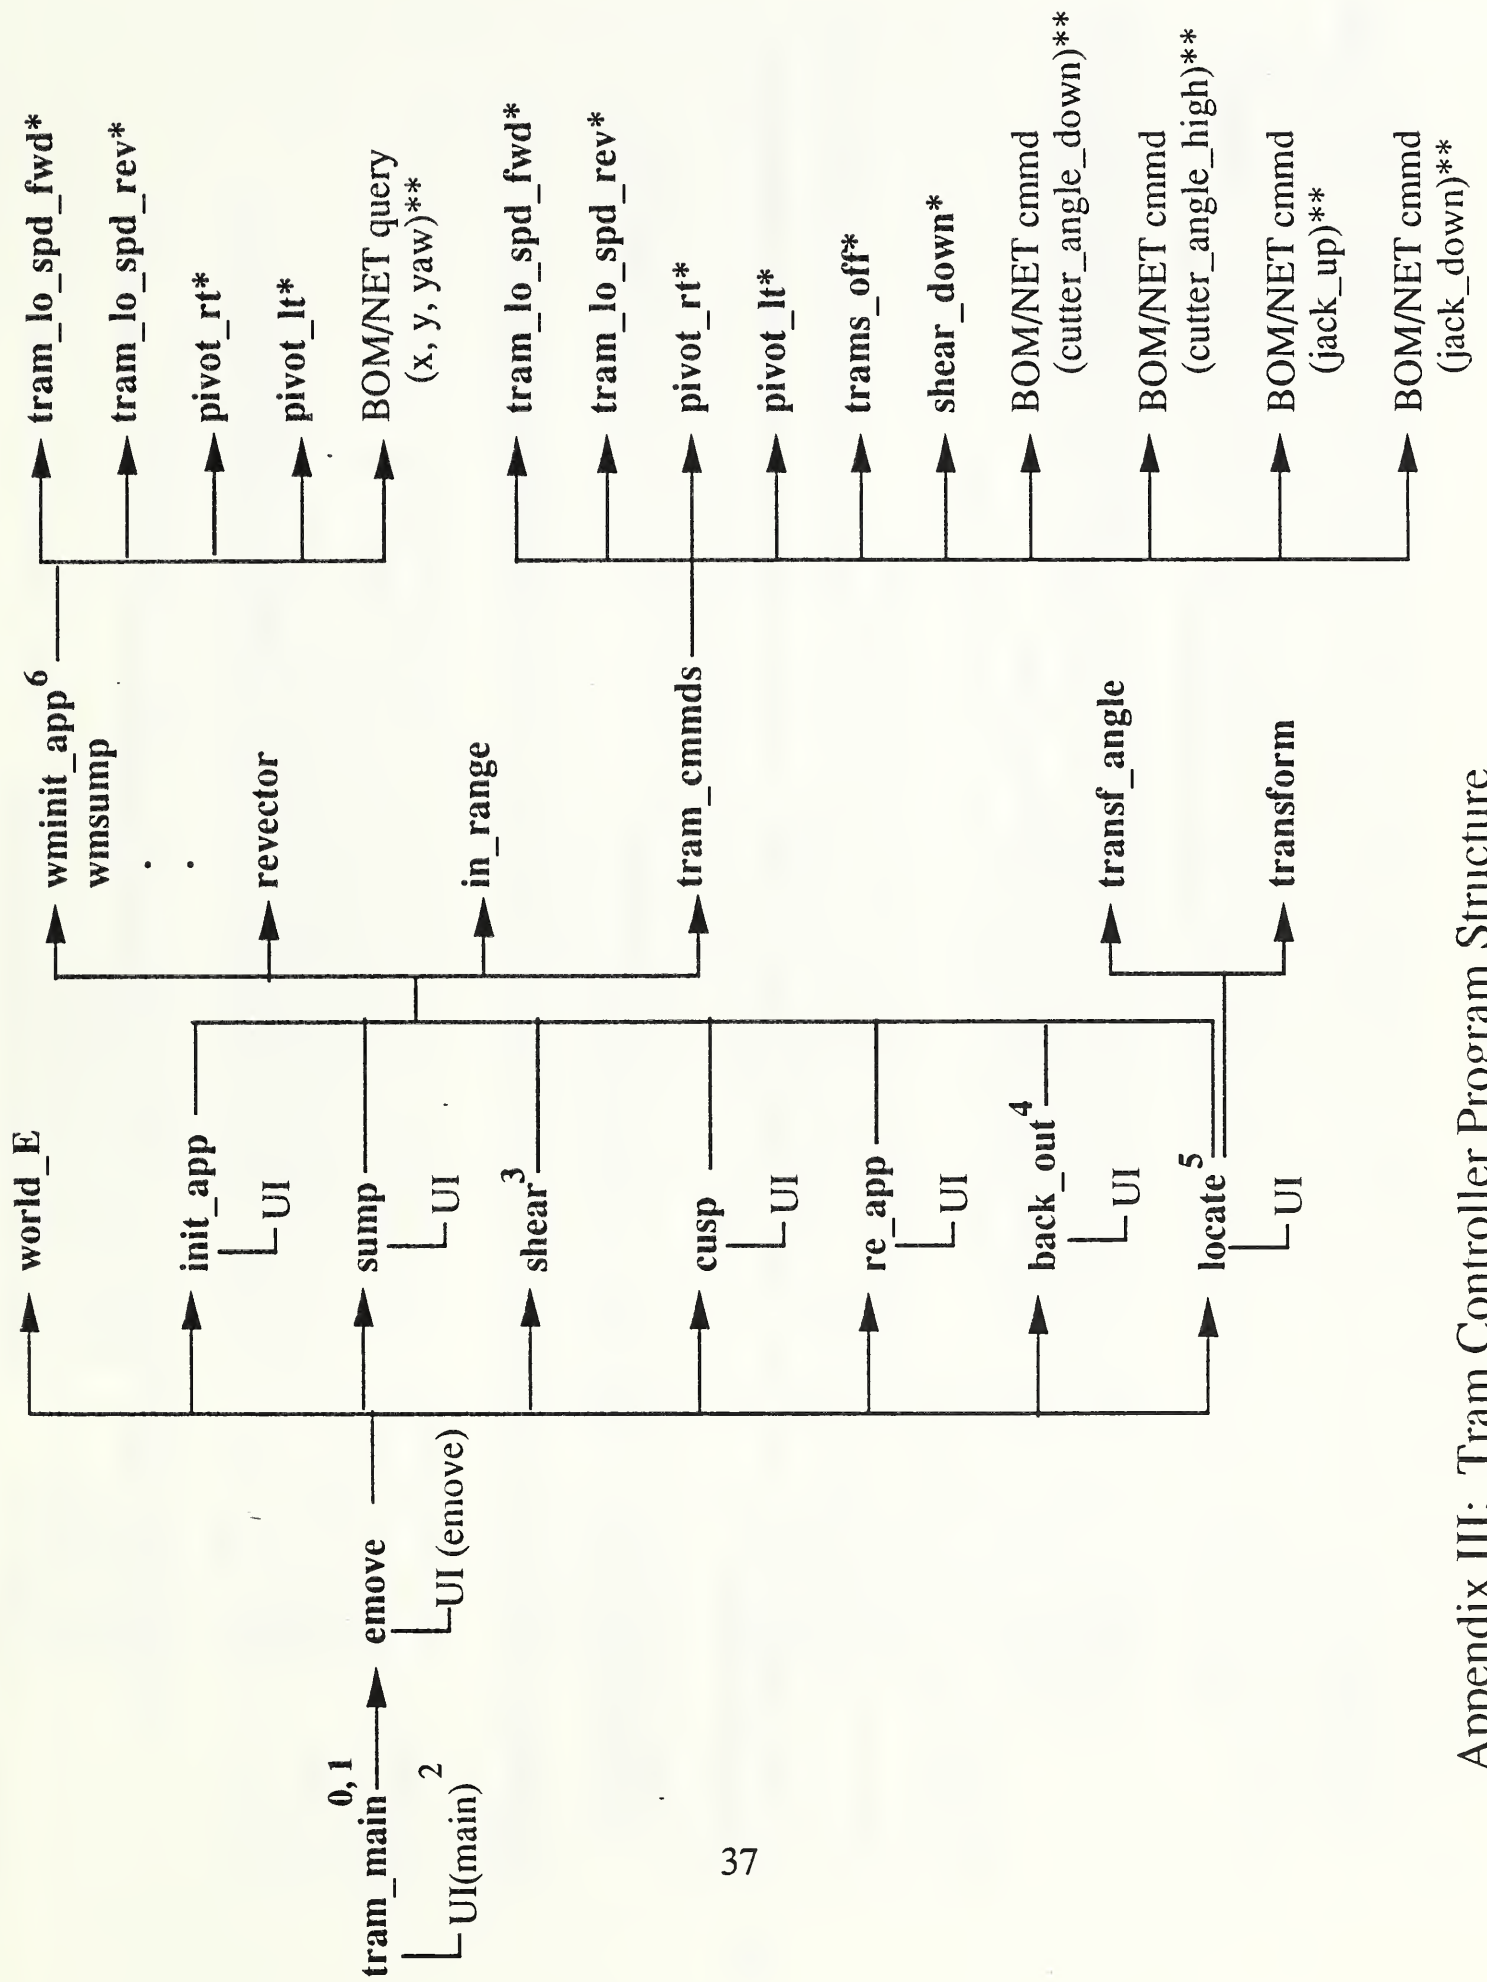 tram_main 0, 1
UI(main) 2
emove
UI (emove)
world_E
init_app
UI
sump
UI
shear 3
cusp
UI
re_app
UI
back_out 4
UI
locate 5
UI
wminit_app 6
wmsump
. .
revector
in_range
tram_cmmds
transf_angle
transform
tram_lo_spd_fwd*
tram_lo_spd_rev*
pivot_rt*
pivot_lt*
BOM/NET query
(x, y, yaw)**
tram_lo_spd_fwd*
tram_lo_spd_rev*
pivot_rt*
pivot_lt*
trams_off*
shear_down*
BOM/NET cmmd
(cutter_angle_down)**
BOM/NET cmmd
(cutter_angle_high)**
BOM/NET cmmd
(jack_up)**
BOM/NET cmmd
(jack_down)**
Appendix III: Tram Controller Program Structure
37